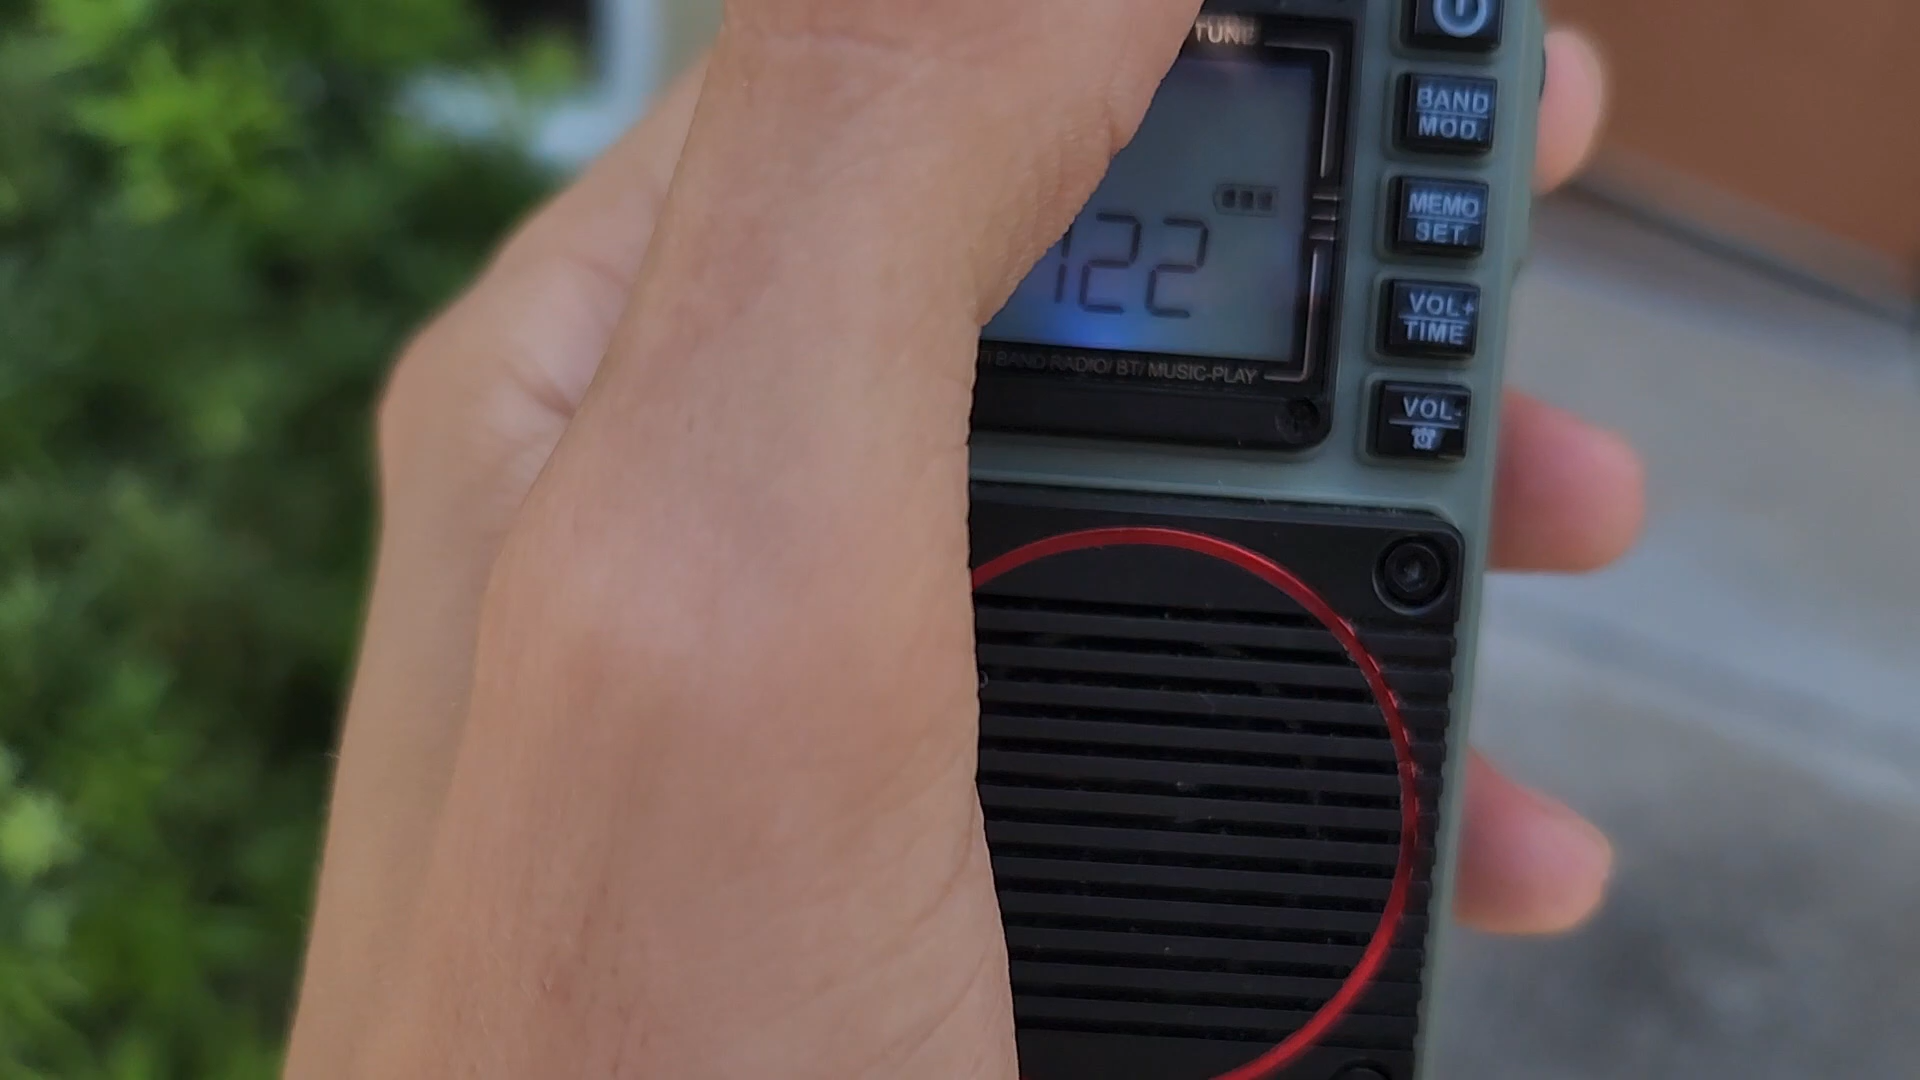 TUNE
BAND
MOD.
MEMO
SET.
122
VOL+
TIME
BAND RADIO/ BT/ MUSIC-PLAY
VOL-